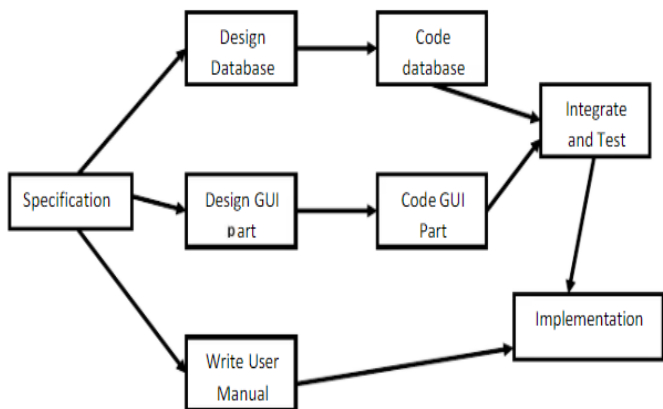 Design
Database
Code
database
Integrate
and Test
Specification
Design GUI
part
Code GUI
Part
Implementation
Write User
Manual